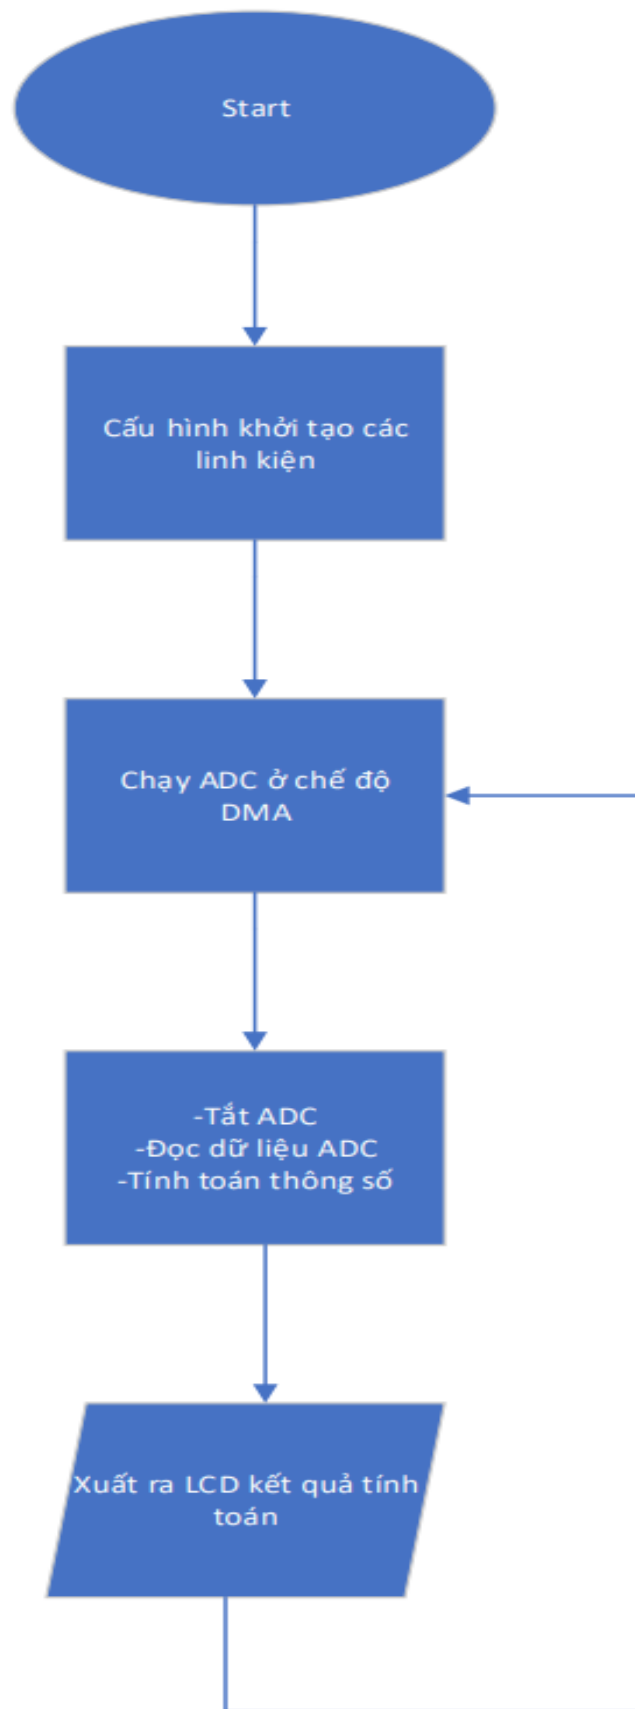 Start
Cấu hình khởi tạo các
linh kiện
Chạy ADC ở chế độ
DMA
-Tắt ADC
-Đọc dữ liệu ADC
-Tính toán thông số
Xuất ra LCD kết quả tính
toán